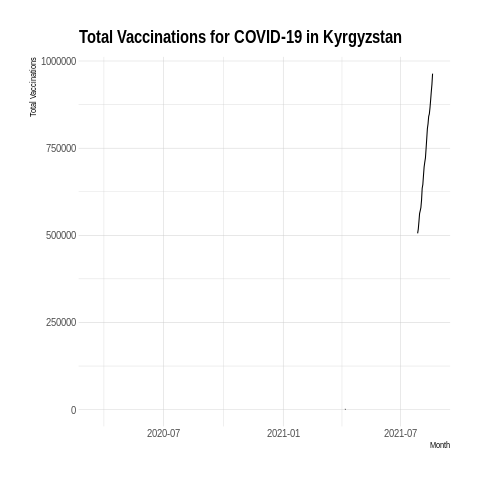 Total Vaccinations for COVID-19 in Kyrgyzstan
Total Vaccinations
1000000
750000
500000
250000
0
2020-07 2021-01 2021-07
Month